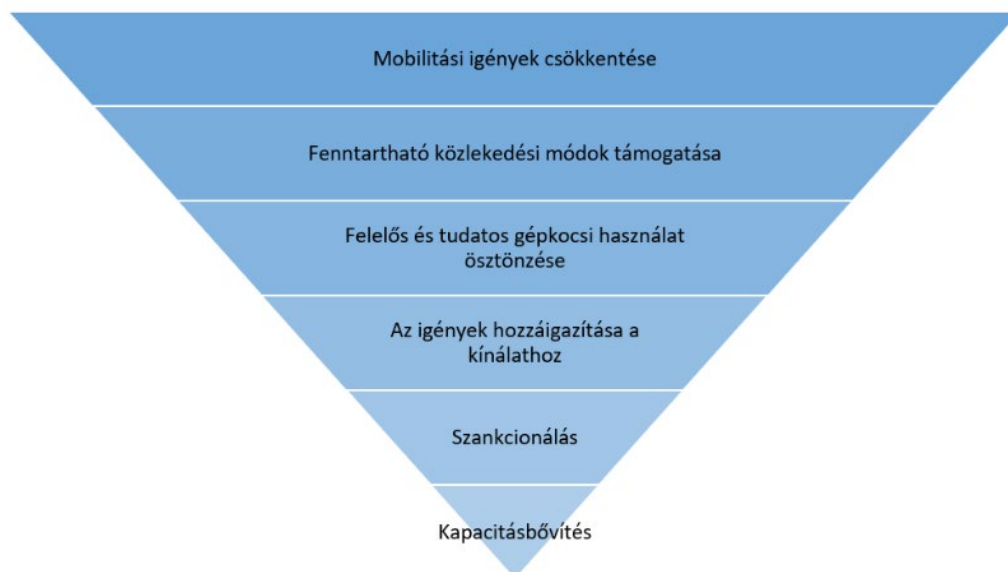 Mobilitási igények csökkentése
Fenntartható közlekedési módok támogatása
Felelős és tudatos gépkocsi használat
ösztönzése
Az igények hozzáigazítása a
kínálathoz
Szankcionálás
Kapacitásbővítés